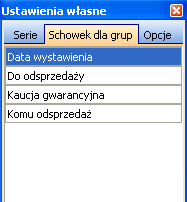 Ustawienia własne
Serie Schowek dla grup Opcje
Data wystawienia
Do odsprzedaży
Kaucja gwarancyjna
Komu odsprzedaż